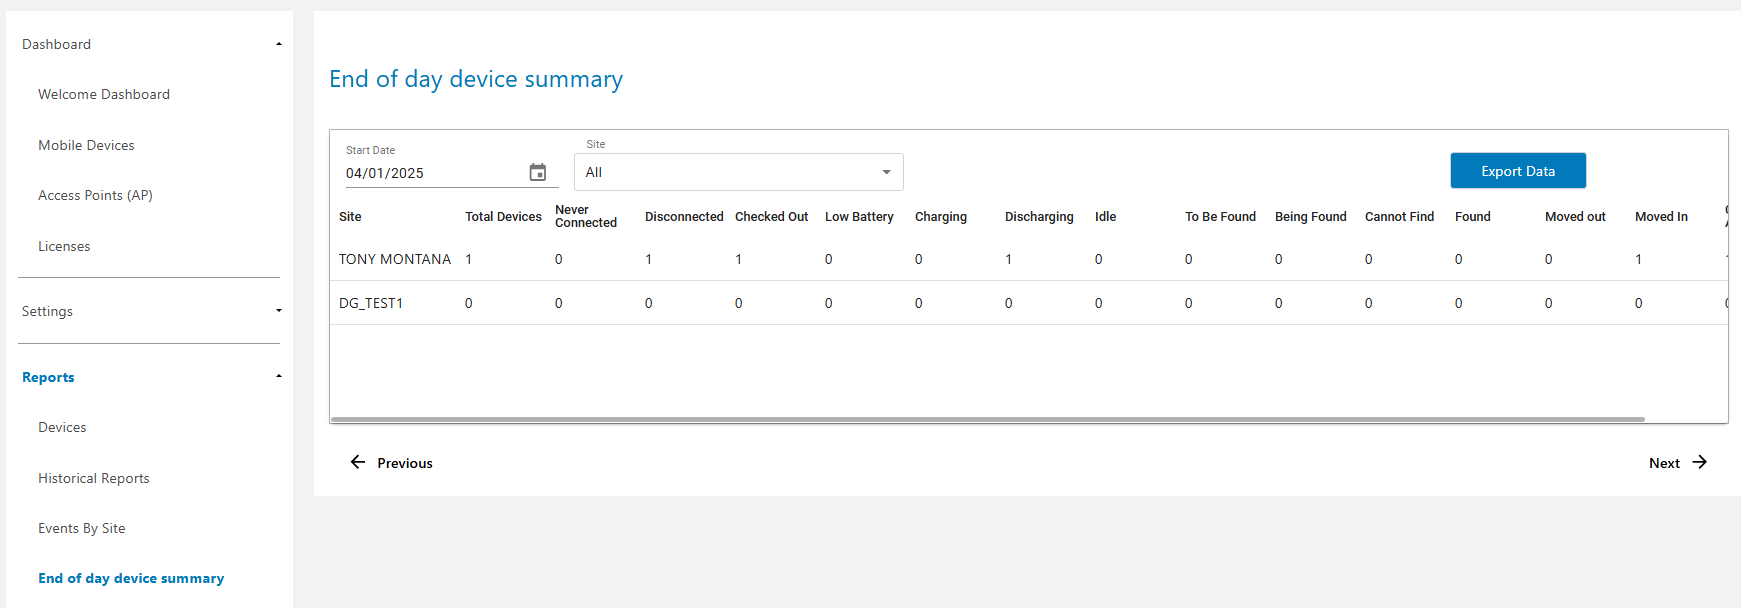 Dashboard
Welcome Dashboard
Mobile Devices
Access Points (AP)
Licenses
Settings
Reports
Devices
Historical Reports
Events By Site
End of day device summary
End of day device summary
Start Date
04/01/2025
Site
All
Export Data
Site Total Devices Never Connected Disconnected Checked Out Low Battery Charging Discharging Idle To Be Found Being Found Cannot Find Found Moved out Moved In
TONY MONTANA 1 0 1 1 0 0 1 0 0 0 0 0 0 1
DG_TEST1 0 0 0 0 0 0 0 0 0 0 0 0 0 0
Previous
Next